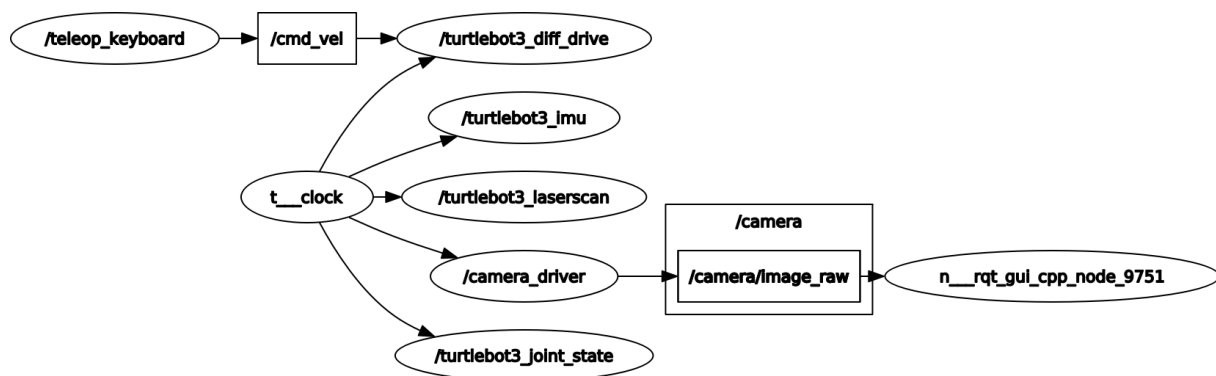 /teleop_keyboard
/cmd_vel
/turtlebot3_diff_drive
/turtlebot3_imu
t___clock
/turtlebot3_laserscan
/camera
/camera_driver
/camera/image_raw
n___rqt_gui_cpp_node_9751
/turtlebot3_joint_state